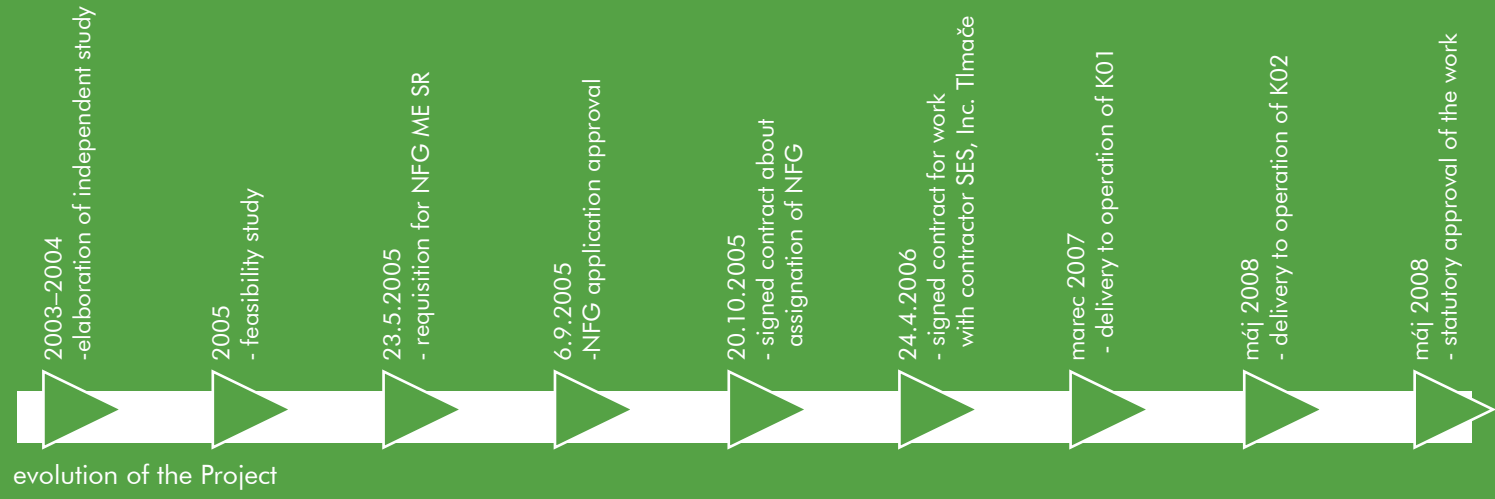 2003–2004
-elaboration of independent study
2005
- feasibility study
23.5.2005
- requisition for NFG ME SR
6.9.2005
-NFG application approval
20.10.2005
- signed contract about
assignation of NFG
24.4.2006
- signed contract for work
with contractor SES, Inc. Tlmače
marec 2007
- delivery to operation of K01
máj 2008
- delivery to operation of K02
máj 2008
- statutory approval of the work
evolution of the Project